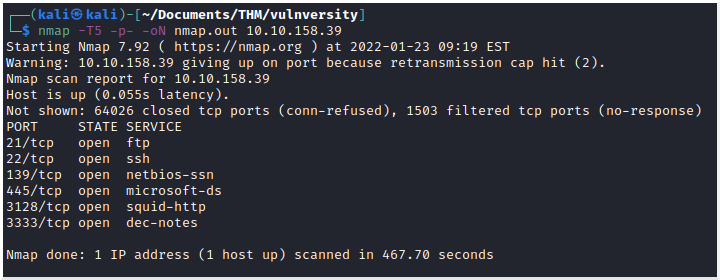 ┌──(kali㉿kali)-[~/Documents/THM/vulnversity]
└─$ nmap -T5 -p- -oN nmap.out 10.10.158.39
Starting Nmap 7.92 ( https://nmap.org ) at 2022-01-23 09:19 EST
Warning: 10.10.158.39 giving up on port because retransmission cap hit (2).
Nmap scan report for 10.10.158.39
Host is up (0.055s latency).
Not shown: 64026 closed tcp ports (conn-refused), 1503 filtered tcp ports (no-response)
PORT     STATE SERVICE
21/tcp   open  ftp
22/tcp   open  ssh
139/tcp  open  netbios-ssn
445/tcp  open  microsoft-ds
3128/tcp open  squid-http
3333/tcp open  dec-notes
Nmap done: 1 IP address (1 host up) scanned in 467.70 seconds